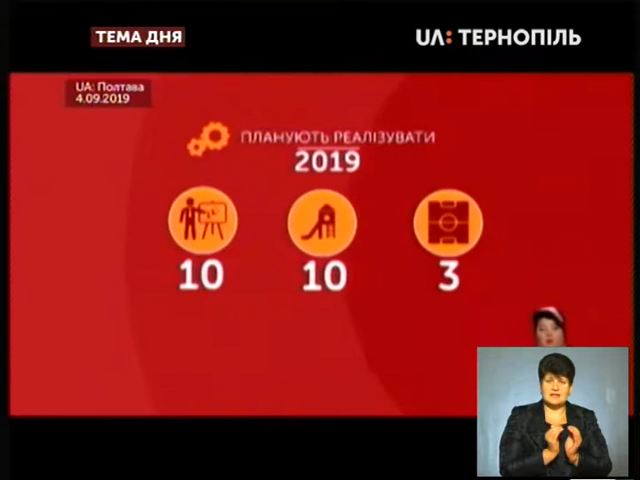 ТЕМА ДНЯ
UA: ТЕРНОПІЛЬ
UA: Полтава
4.09.2019
ПЛАНУЮТЬ РЕАЛІЗУВАТИ
2019
10 10 3